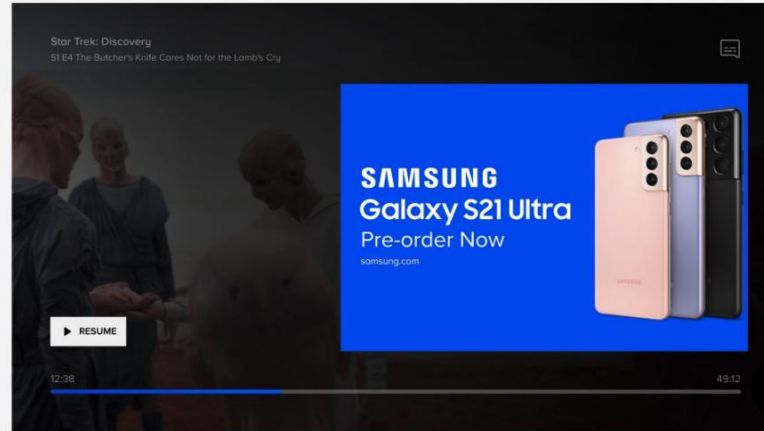 Star Trek: Discovery
S1 E4 The Butcher's Knife Cares Not for the Lamb's Cry
SAMSUNG
Galaxy S21 Ultra
Pre-order Now
samsung.com
SAMSUNG
RESUME
12:38
49:12